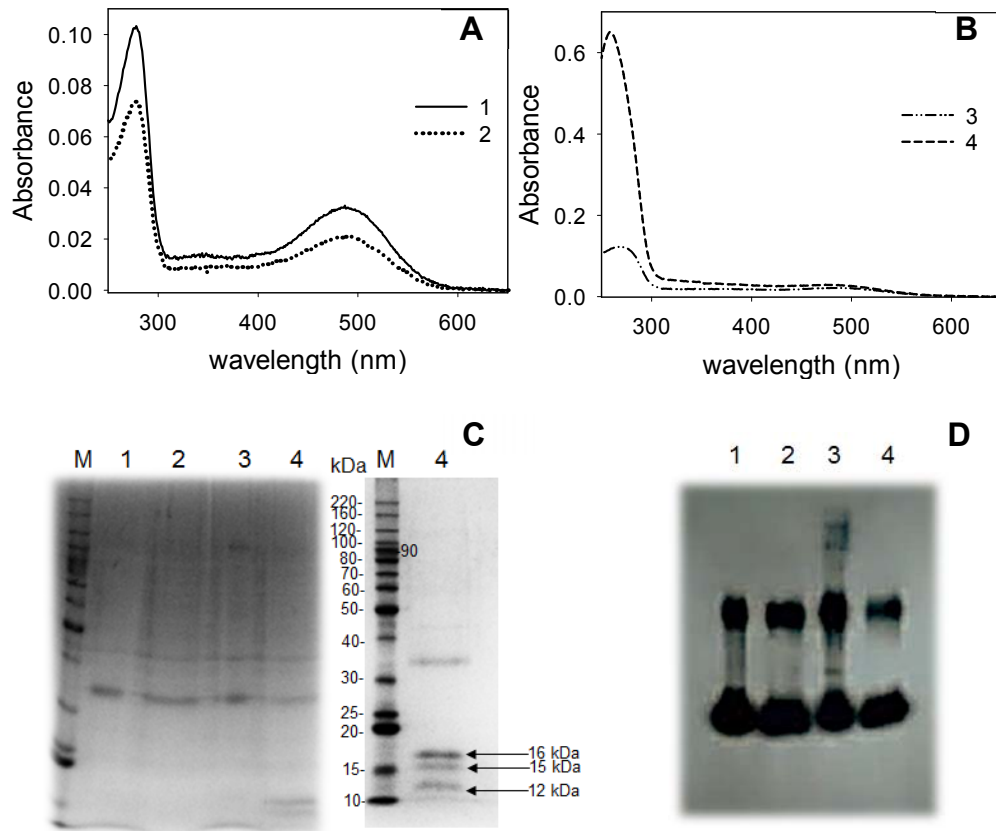 A
Absorbance
0.10
0.08
0.06
0.04
0.02
0.00
1
2
300 400 500 600
wavelength (nm)
B
Absorbance
0.6
0.4
0.2
0.0
3
4
300 400 500 600
wavelength (nm)
C
M 1 2 3 4 kDa M 4
220-
160-
120-
100-
90
80-
70-
60-
50-
40-
30-
25-
20-
15-
10-
16 kDa
15 kDa
12 kDa
D
1 2 3 4